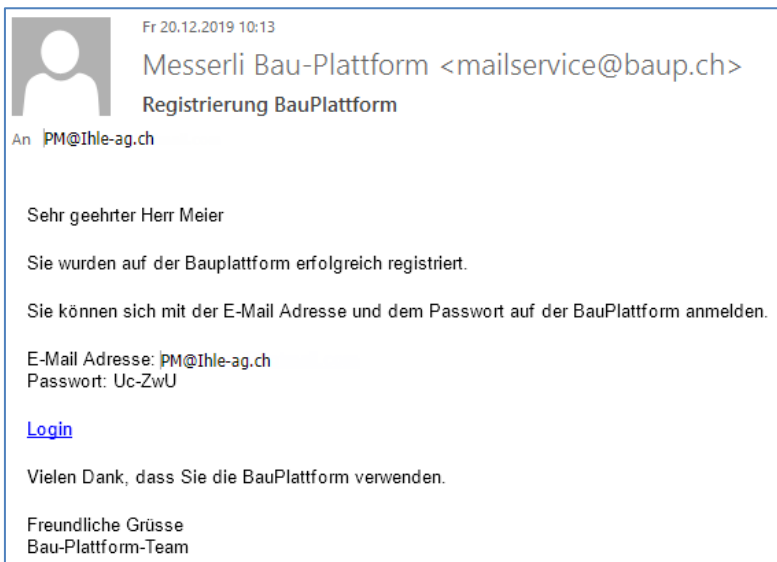 Fr 20.12.2019 10:13
Messerli Bau-Plattform <mailservice@baup.ch>
Registrierung BauPlattform
An PM@Ihle-ag.ch
Sehr geehrter Herr Meier
Sie wurden auf der Bauplattform erfolgreich registriert.
Sie können sich mit der E-Mail Adresse und dem Passwort auf der BauPlattform anmelden.
E-Mail Adresse: PM@Ihle-ag.ch
Passwort: Uc-ZwU
Login
Vielen Dank, dass Sie die BauPlattform verwenden.
Freundliche Grüsse
Bau-Plattform-Team